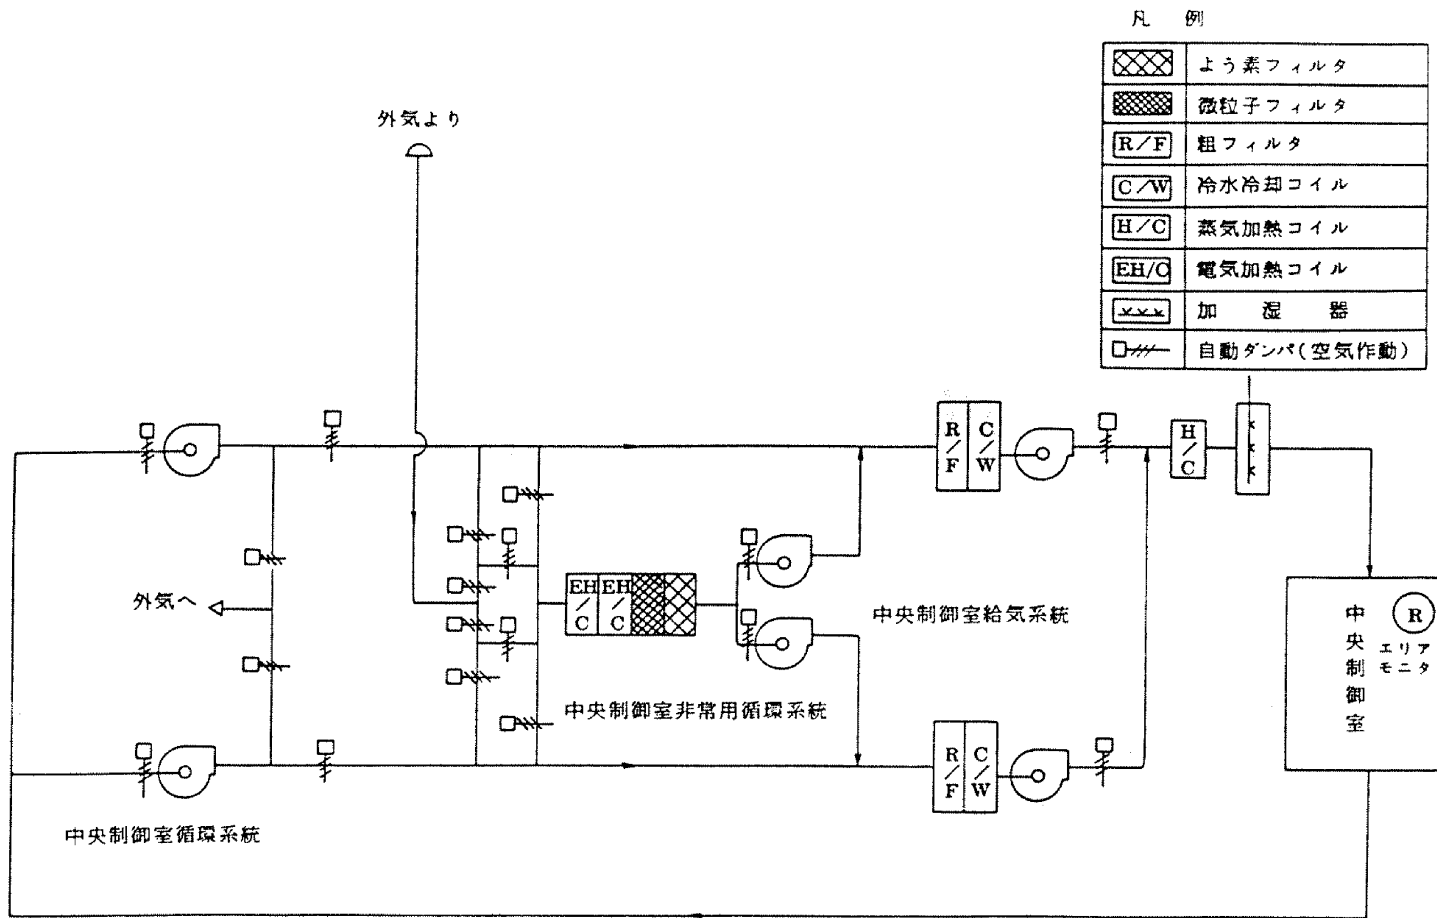 凡 例
よう素フィルタ
微粒子フィルタ
R/F 粗フィルタ
C/W 冷水冷却コイル
H/C 蒸気加熱コイル
EH/C 電気加熱コイル
加 湿 器
自動ダンパ(空気作動)
外気より
R/F
C/W
H/C
外気へ
EH/C
EH/C
中央制御室給気系統
中央制御室
R
エリア
モニタ
中央制御室非常用循環系統
R/F
C/W
中央制御室循環系統